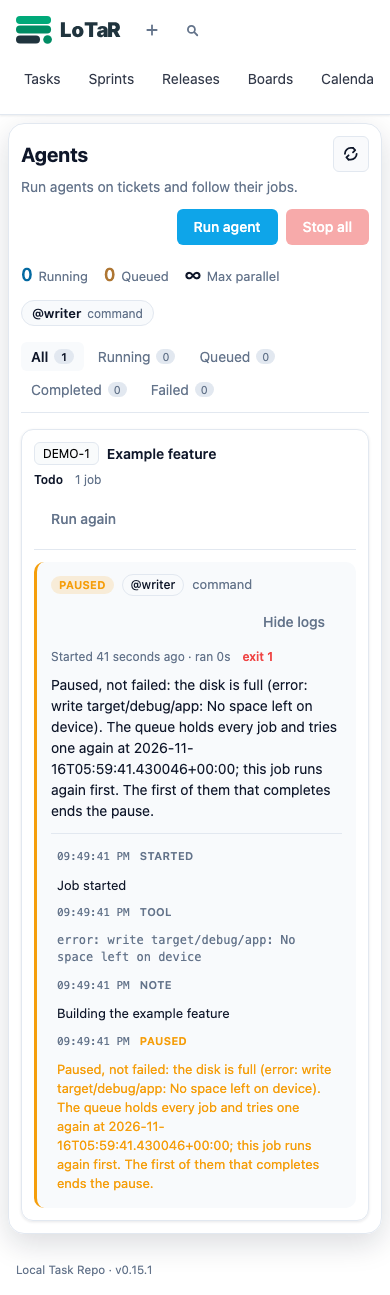 LoTaR
Tasks Sprints Releases Boards Calenda
Agents
Run agents on tickets and follow their jobs.
Run agent Stop all
0 Running 0 Queued ∞ Max parallel
@writer command
All 1 Running 0 Queued 0
Completed 0 Failed 0
DEMO-1 Example feature
Todo 1 job
Run again
PAUSED @writer command
Hide logs
Started 41 seconds ago · ran 0s exit 1
Paused, not failed: the disk is full (error:
write target/debug/app: No space left on
device). The queue holds every job and tries
one again at 2026-11-
16T05:59:41.430046+00:00; this job runs
again first. The first of them that completes
ends the pause.
09:49:41 PM STARTED
Job started
09:49:41 PM TOOL
error: write target/debug/app: No
space left on device
09:49:41 PM NOTE
Building the example feature
09:49:41 PM PAUSED
Paused, not failed: the disk is full (error: write
target/debug/app: No space left on device).
The queue holds every job and tries one
again at 2026-11-
16T05:59:41.430046+00:00; this job runs
again first. The first of them that completes
ends the pause.
Local Task Repo · v0.15.1